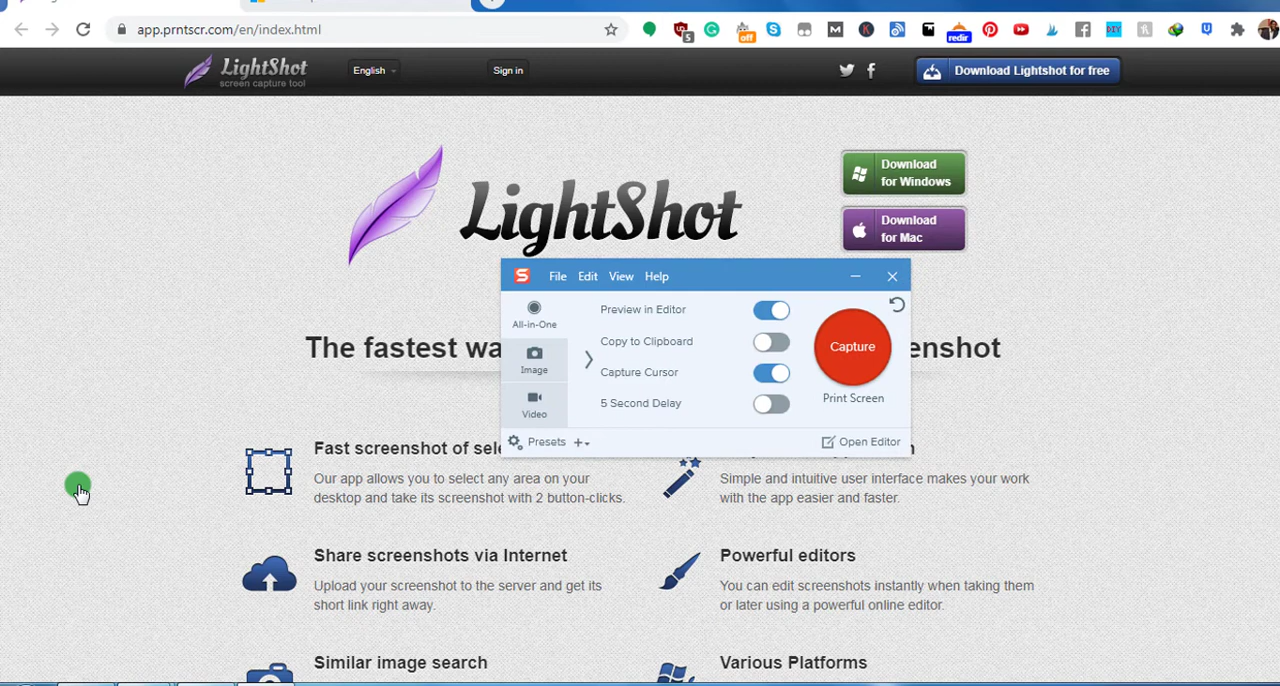 app.prntscr.com/en/index.html
5
off
M
K
redir
DIY
h
U
LightShot
screen capture tool
English
Sign in
Download Lightshot for free
LightShot
Download
for Windows
Download
for Mac
S
File Edit View Help
All-in-One
Image
Video
Preview in Editor
Copy to Clipboard
Capture Cursor
5 Second Delay
Capture
Print Screen
Presets
Open Editor
The fastest wa
enshot
Fast screenshot of sele
Our app allows you to select any area on your
desktop and take its screenshot with 2 button-clicks.
Simple and intuitive user interface makes your work
with the app easier and faster.
Share screenshots via Internet
Upload your screenshot to the server and get its
short link right away.
Powerful editors
You can edit screenshots instantly when taking them
or later using a powerful online editor.
Similar image search
Various Platforms